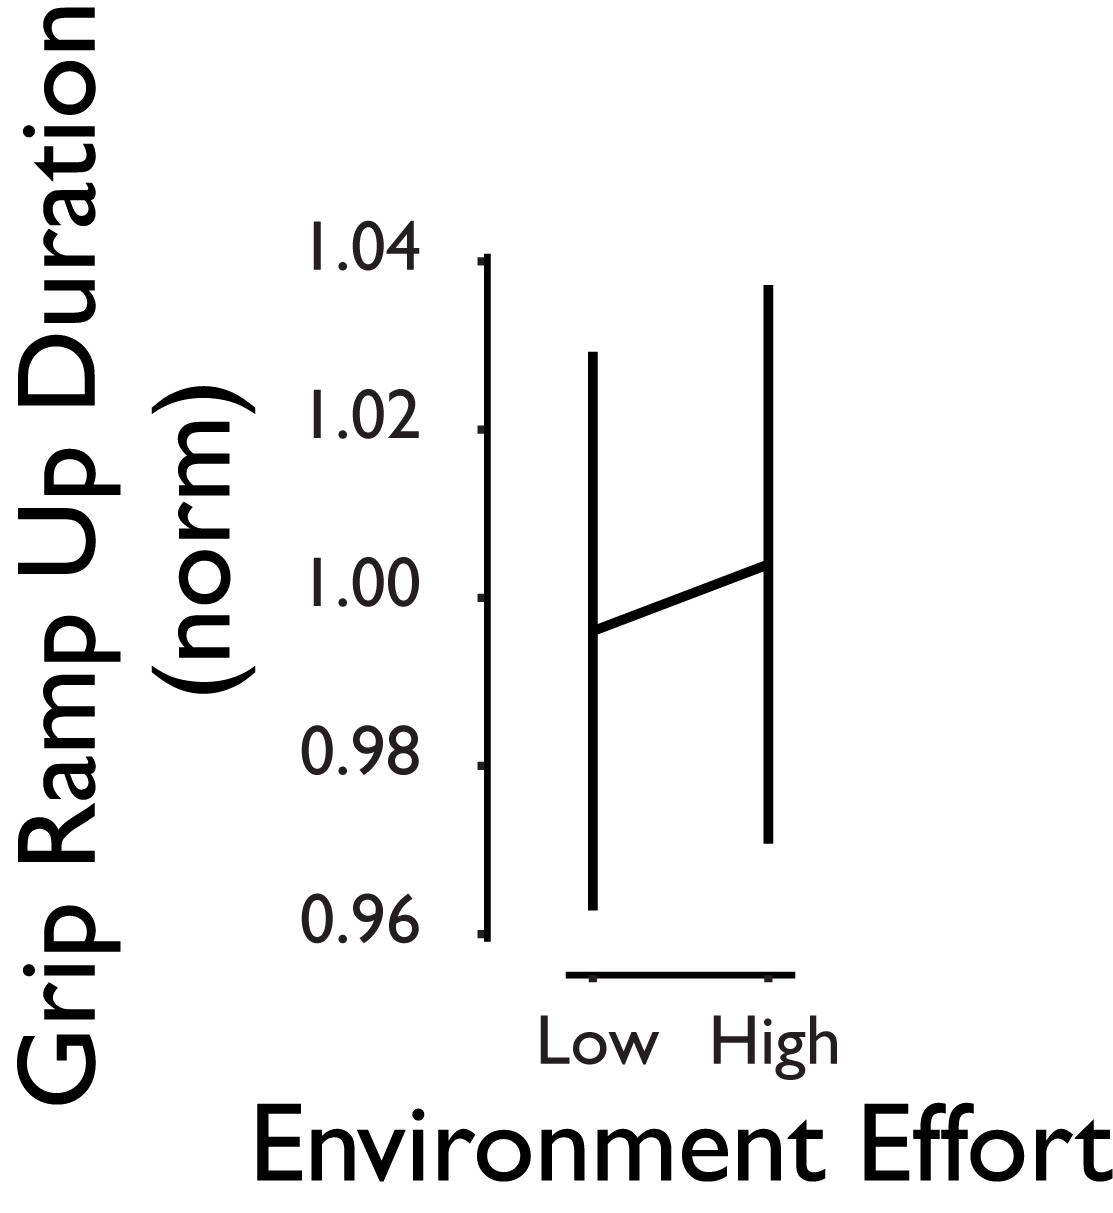 Grip Ramp Up Duration
(norm)
1.04
1.02
1.00
0.98
0.96
Low High
Environment Effort